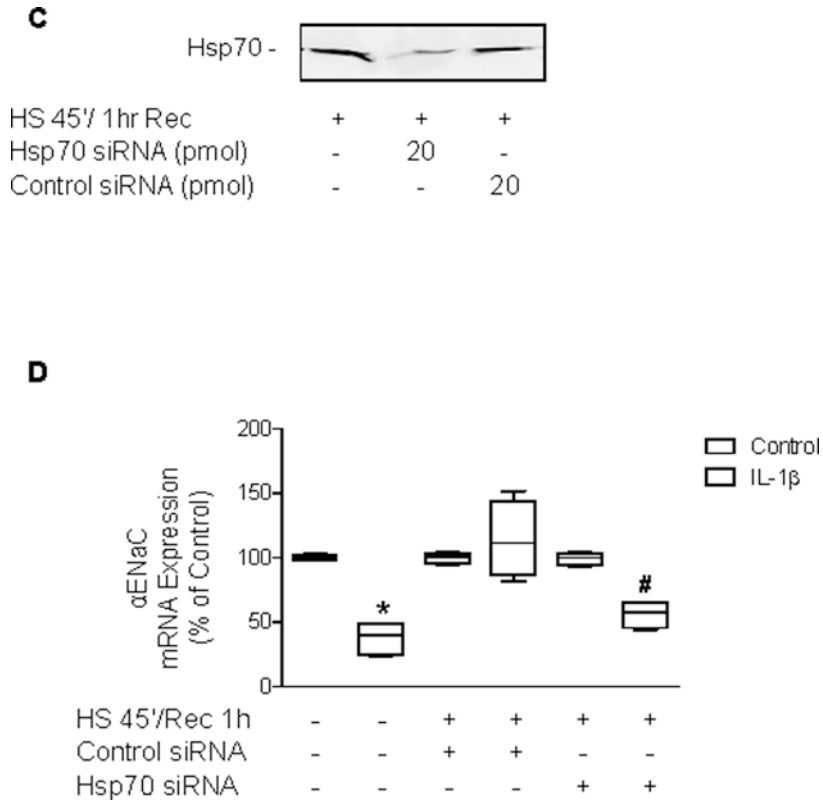 C
Hsp70 -
HS 45'/ 1hr Rec + + +
Hsp70 siRNA (pmol) - 20 -
Control siRNA (pmol) - - 20
D
αENaC
mRNA Expression
(% of Control)
200
150
100
50
0
*
#
Control
IL-1β
HS 45'/Rec 1h - - + + + +
Control siRNA - - + + - -
Hsp70 siRNA - - - - + +